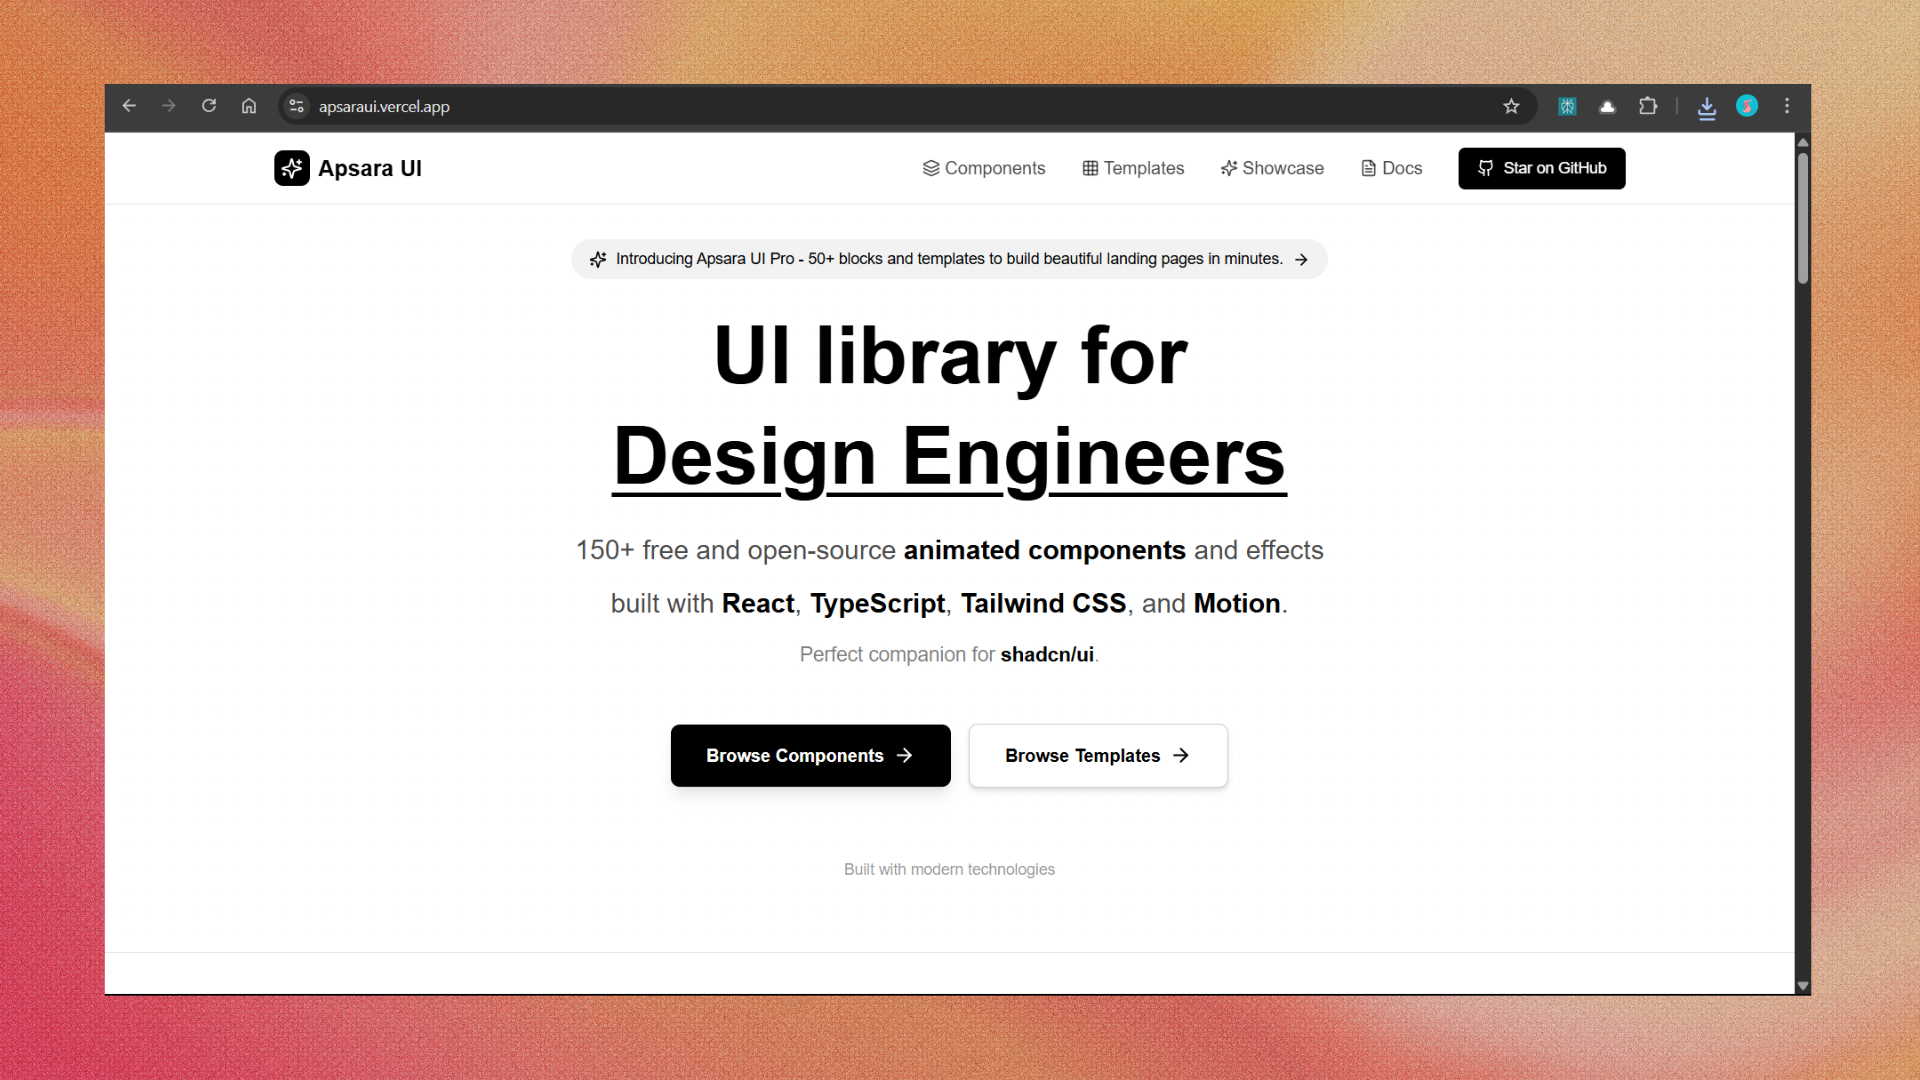 apsaraui.vercel.app
Apsara UI
Components
Templates
Showcase
Docs
Star on GitHub
Introducing Apsara UI Pro - 50+ blocks and templates to build beautiful landing pages in minutes.
UI library for
Design Engineers
150+ free and open-source animated components and effects
built with React, TypeScript, Tailwind CSS, and Motion.
Perfect companion for shadcn/ui.
Browse Components
Browse Templates
Built with modern technologies